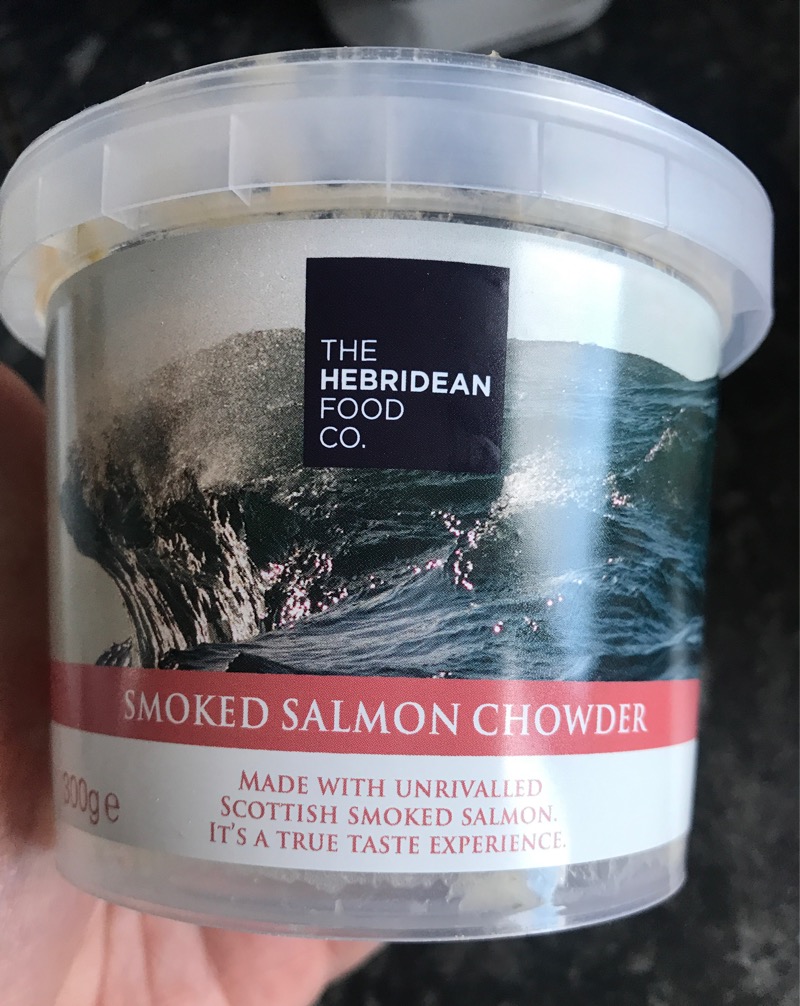 THE
HEBRIDEAN
FOOD
CO.
SMOKED SALMON CHOWDER
300g e
MADE WITH UNRIVALLED
SCOTTISH SMOKED SALMON.
IT'S A TRUE TASTE EXPERIENCE.